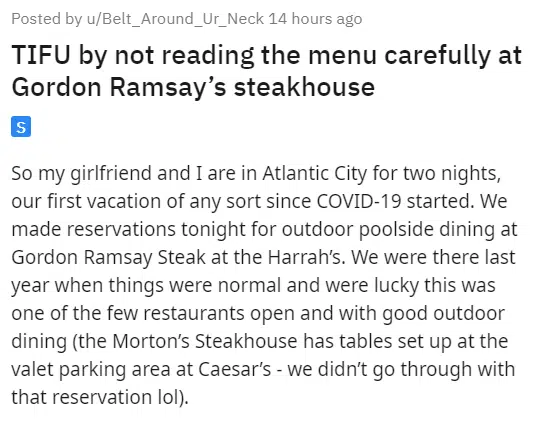 Posted by u/Belt_Around_Ur_Neck 14 hours ago
TIFU by not reading the menu carefully at
Gordon Ramsay’s steakhouse
S
So my girlfriend and I are in Atlantic City for two nights,
our first vacation of any sort since COVID-19 started. We
made reservations tonight for outdoor poolside dining at
Gordon Ramsay Steak at the Harrah’s. We were there last
year when things were normal and were lucky this was
one of the few restaurants open and with good outdoor
dining (the Morton’s Steakhouse has tables set up at the
valet parking area at Caesar’s - we didn’t go through with
that reservation lol).